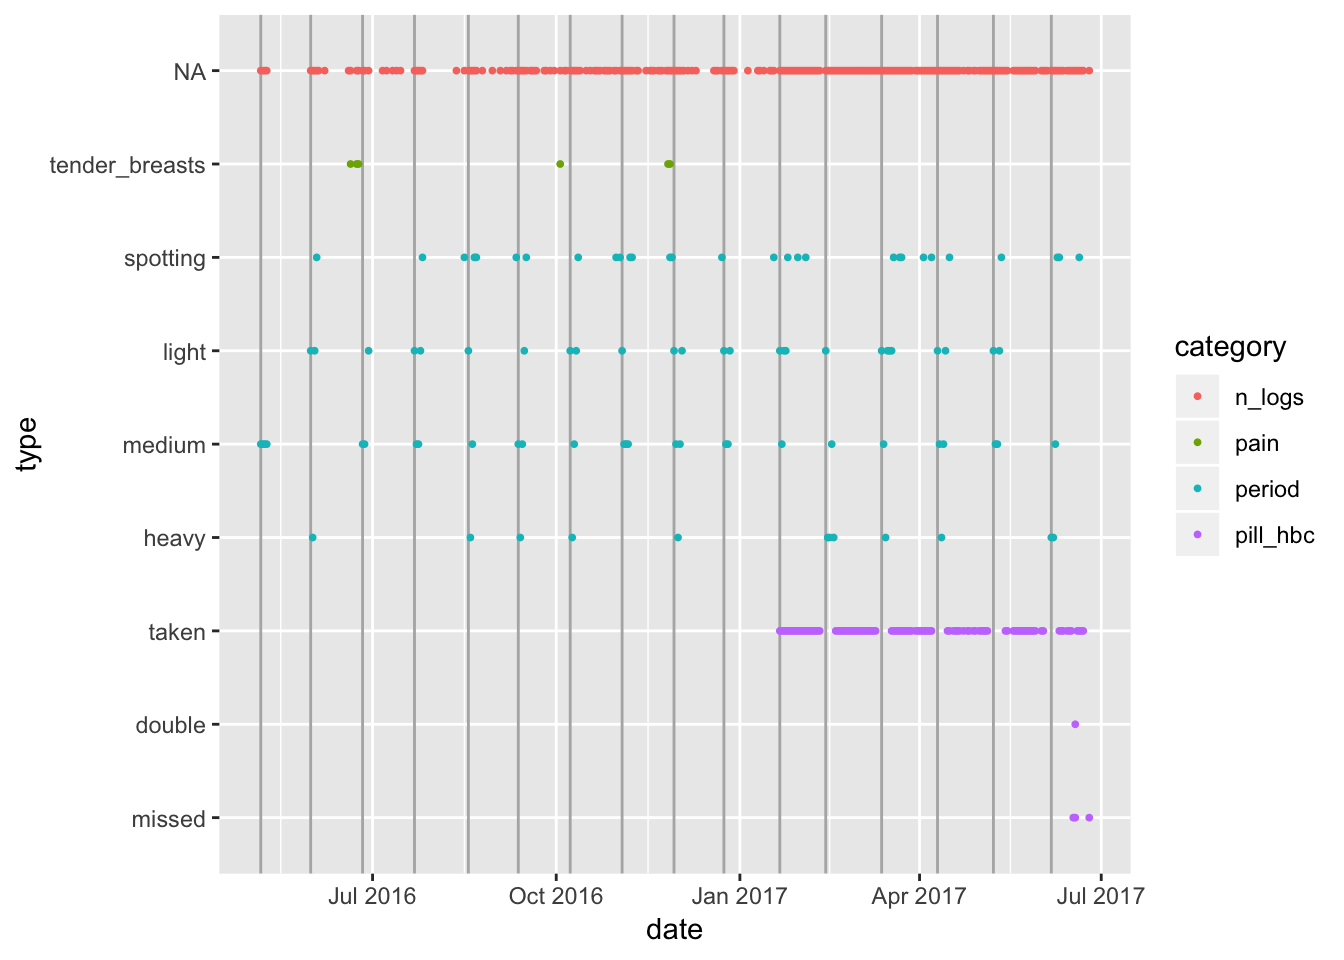 NA
tender_breasts
spotting
light
medium
heavy
taken
double
missed
type
Jul 2016
Oct 2016
Jan 2017
Apr 2017
Jul 2017
date
category
n_logs
pain
period
pill_hbc